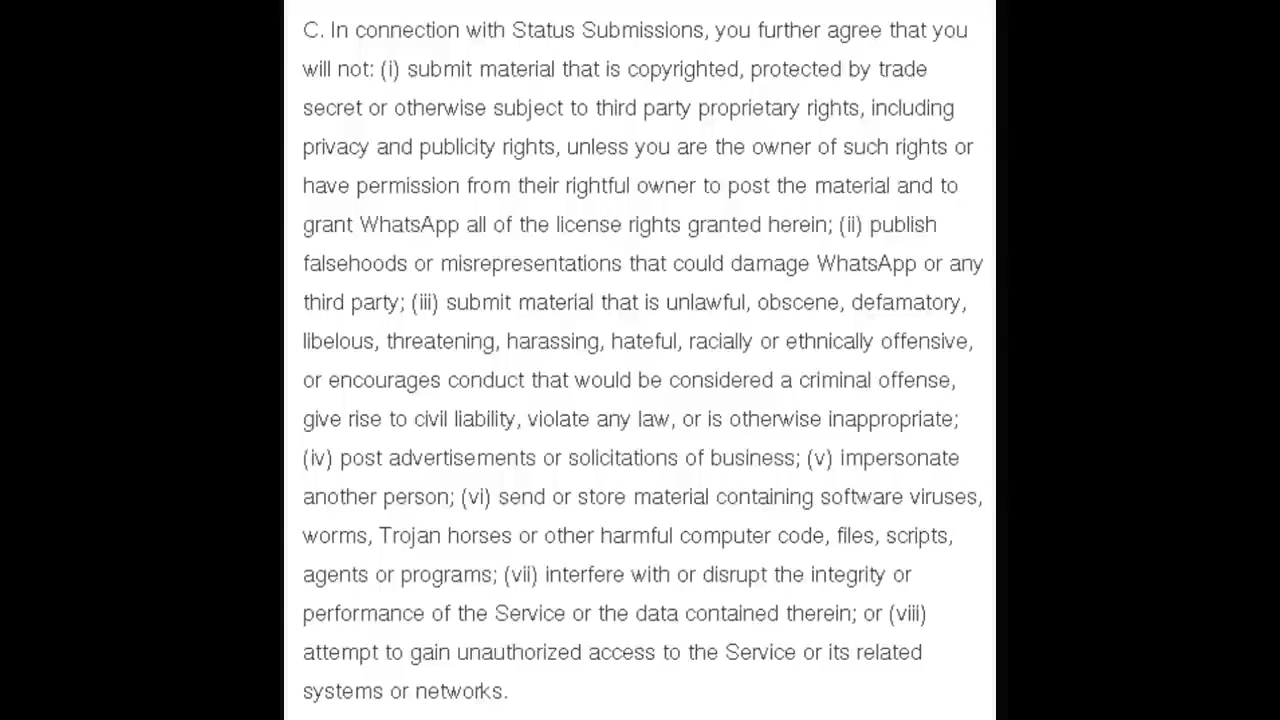 C. In connection with Status Submissions, you further agree that you
will not: (i) submit material that is copyrighted, protected by trade
secret or otherwise subject to third party proprietary rights, including
privacy and publicity rights, unless you are the owner of such rights or
have permission from their rightful owner to post the material and to
grant WhatsApp all of the license rights granted herein; (ii) publish
falsehoods or misrepresentations that could damage WhatsApp or any
third party; (iii) submit material that is unlawful, obscene, defamatory,
libelous, threatening, harassing, hateful, racially or ethnically offensive,
or encourages conduct that would be considered a criminal offense,
give rise to civil liability, violate any law, or is otherwise inappropriate;
(iv) post advertisements or solicitations of business; (v) impersonate
another person; (vi) send or store material containing software viruses,
worms, Trojan horses or other harmful computer code, files, scripts,
agents or programs; (vii) interfere with or disrupt the integrity or
performance of the Service or the data contained therein; or (viii)
attempt to gain unauthorized access to the Service or its related
systems or networks.